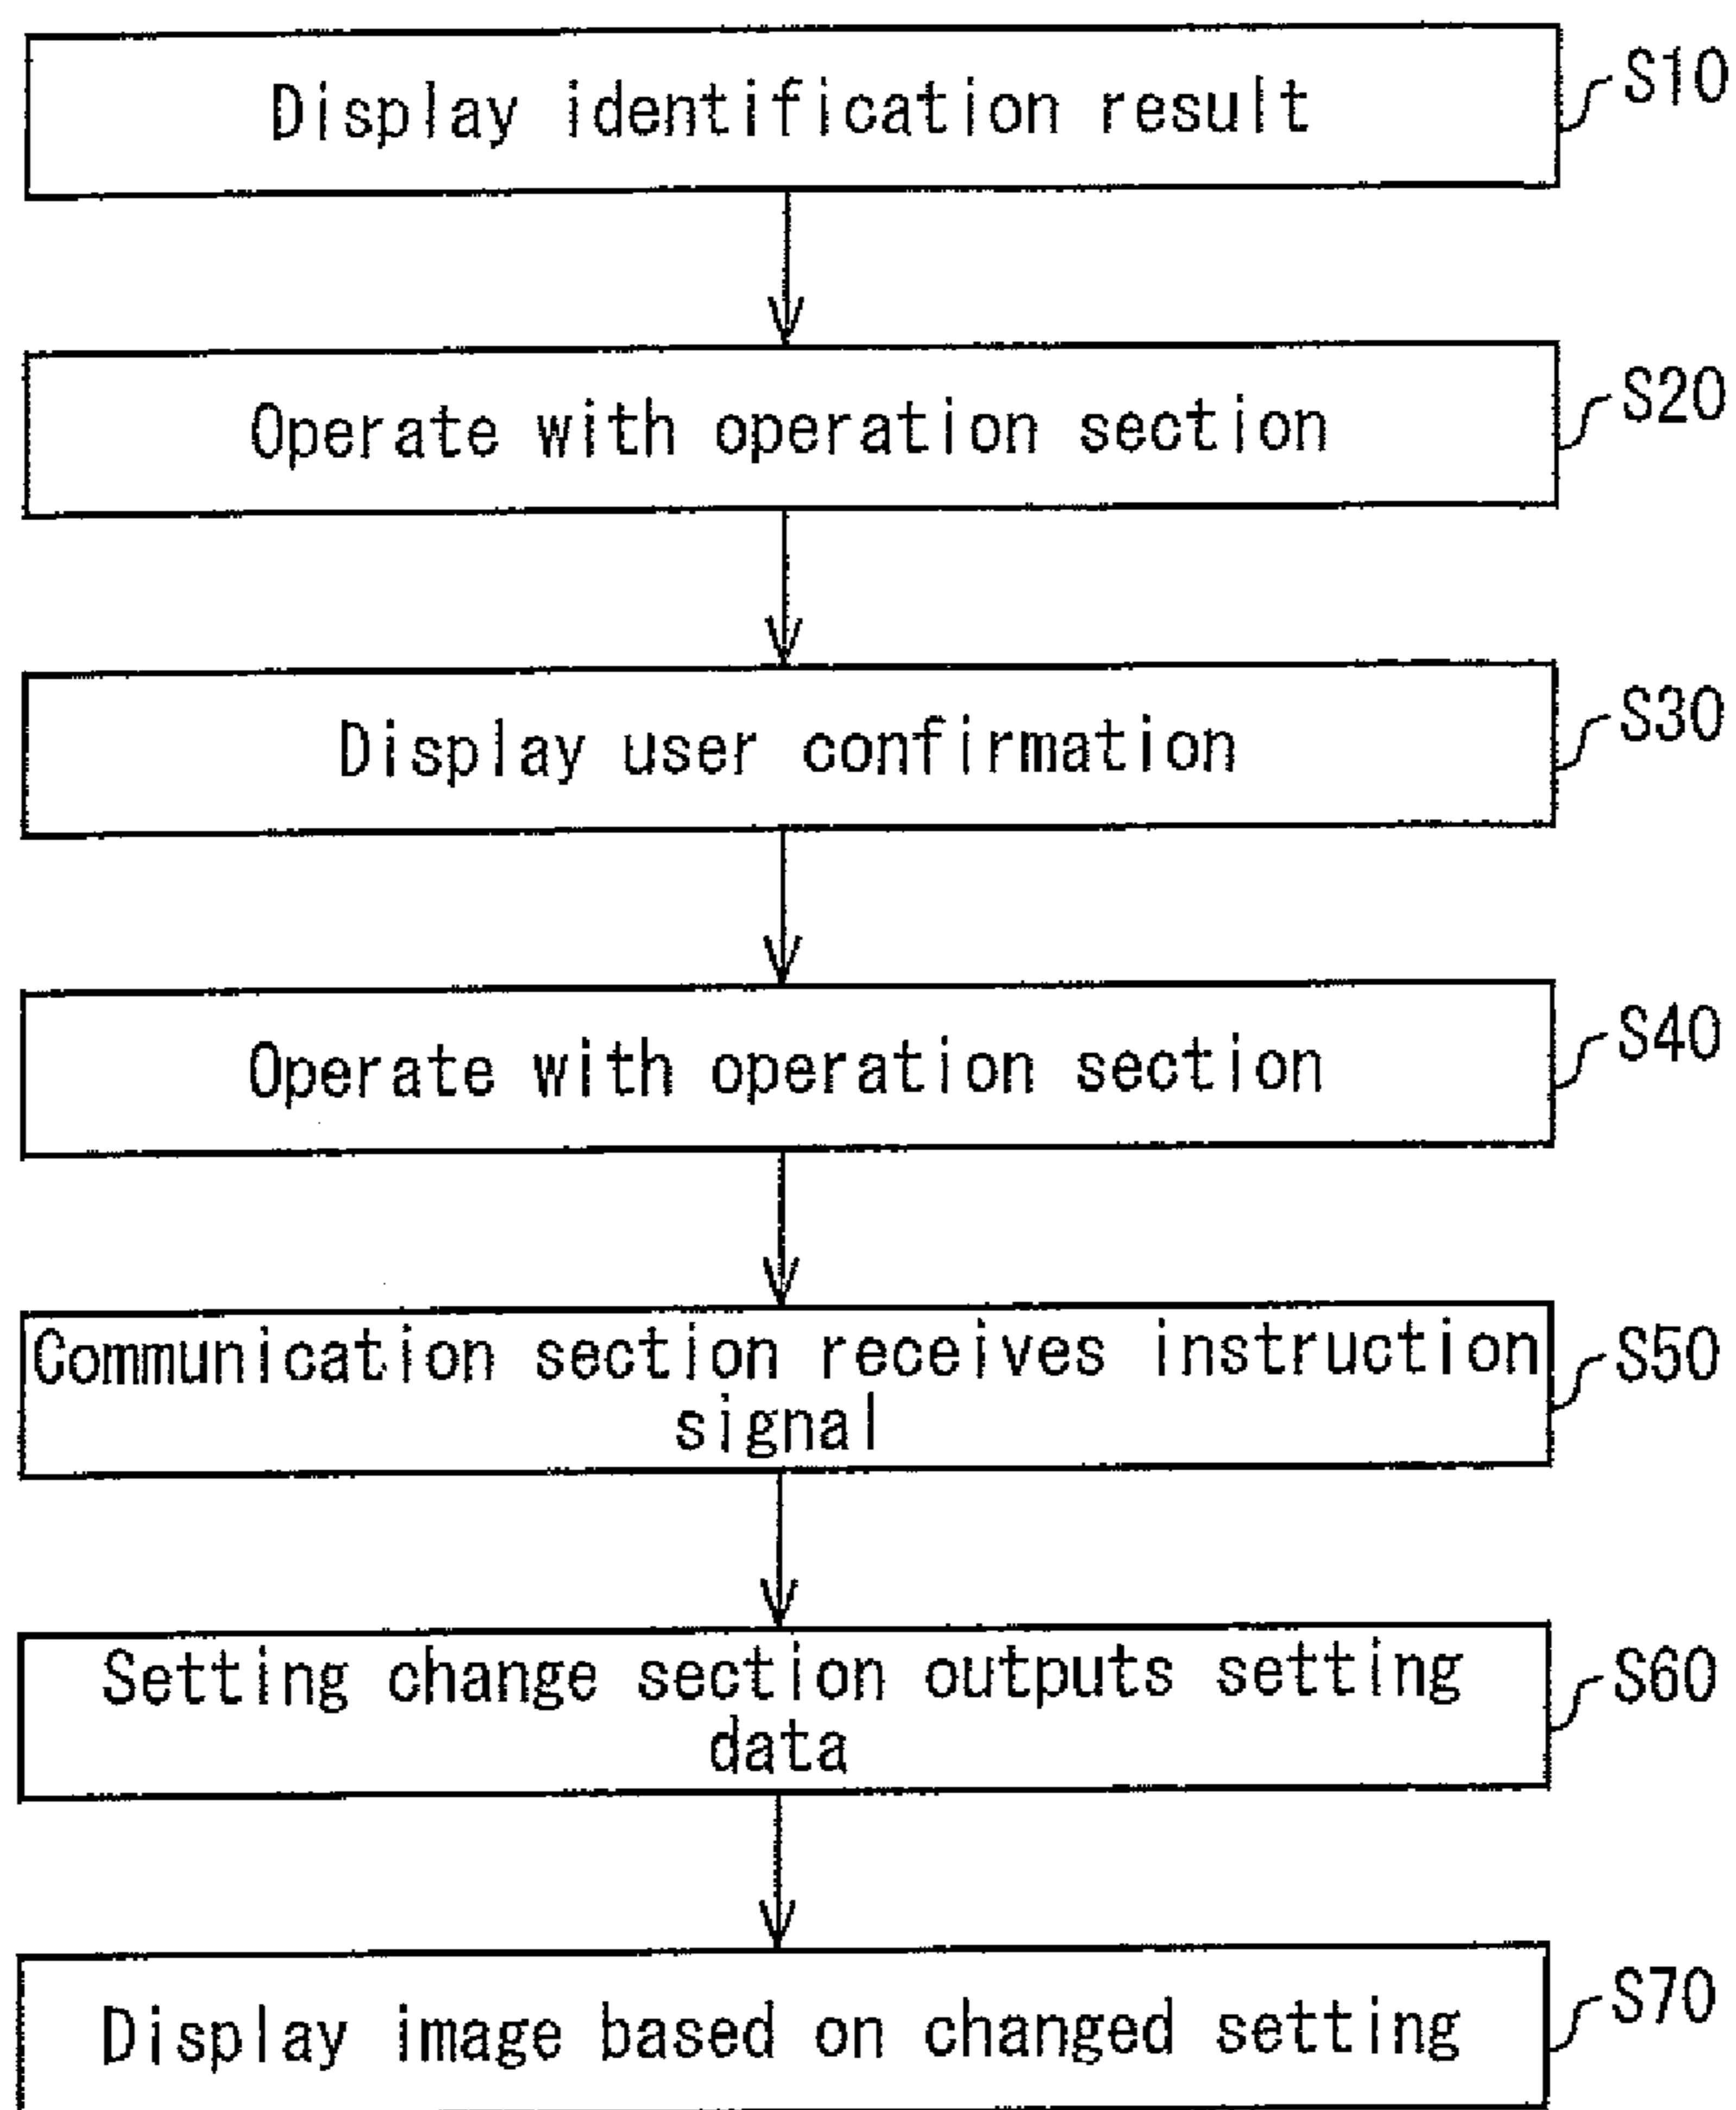 Display identification result
S10
Operate with operation section
S20
Display user confirmation
S30
Operate with operation section
S40
Communication section receives instruction
signal
S50
Setting change section outputs setting
data
S60
Display image based on changed setting
S70